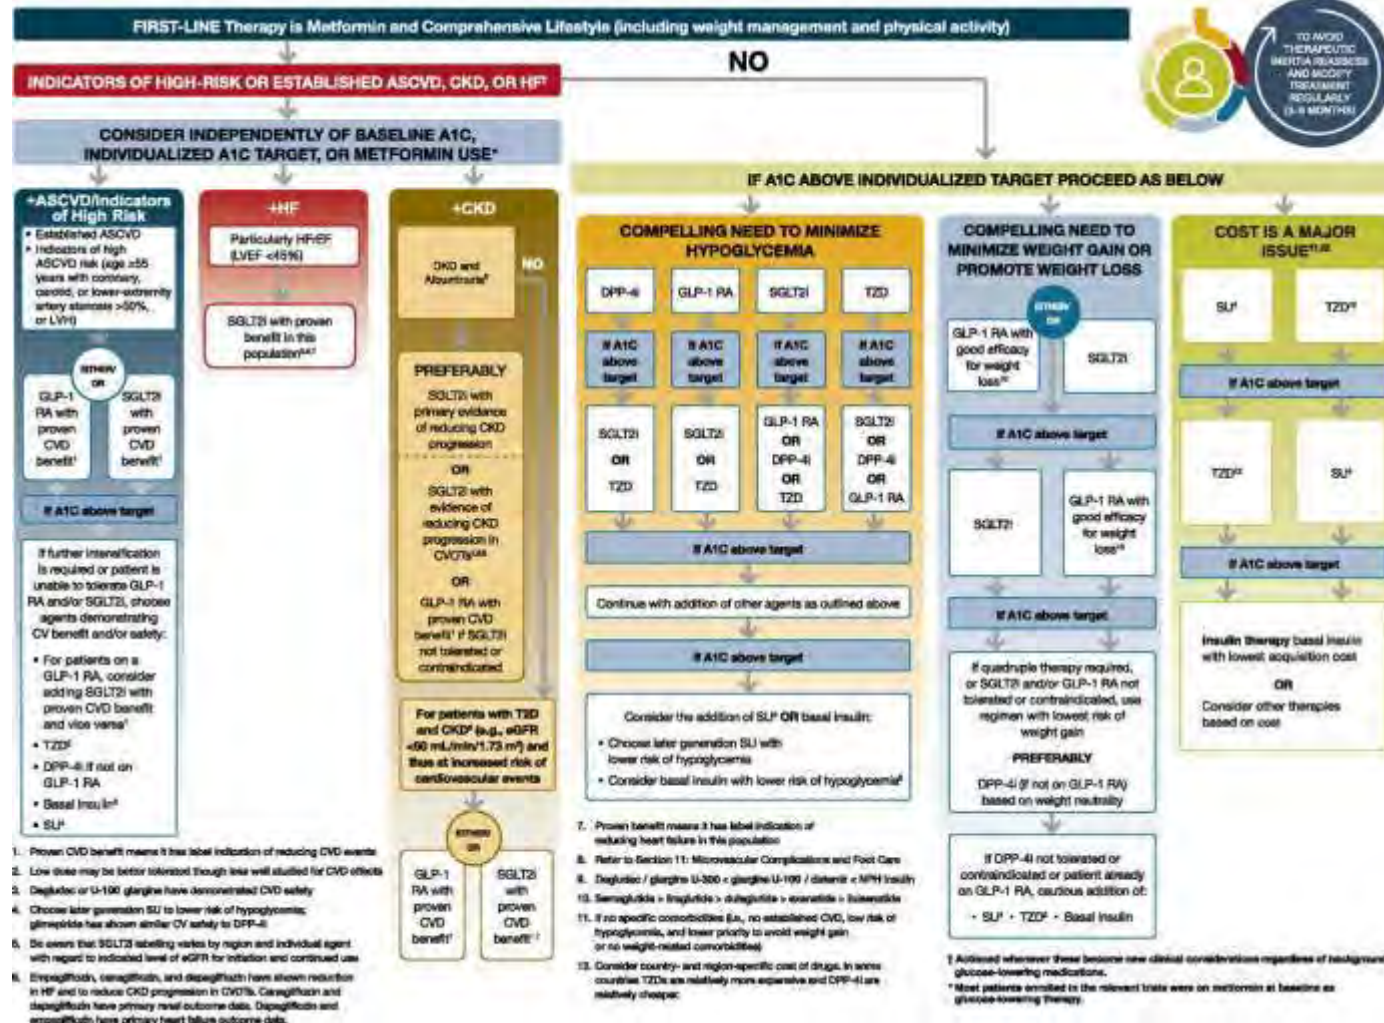 FIRST-LINE Therapy is Metformin and Comprehensive Lifestyle (including weight management and physical activity)
TO AVOID
THERAPEUTIC
INERTIA REASSESS
AND MODIFY
TREATMENT
REGULARLY
(3–6 MONTHS)
INDICATORS OF HIGH-RISK OR ESTABLISHED ASCVD, CKD, OR HF†
NO
CONSIDER INDEPENDENTLY OF BASELINE A1C,
INDIVIDUALIZED A1C TARGET, OR METFORMIN USE*
IF A1C ABOVE INDIVIDUALIZED TARGET PROCEED AS BELOW
+ASCVD/Indicators
of High Risk
• Established ASCVD
• Indicators of high
ASCVD risk (age ≥55
years with coronary,
carotid, or lower-extremity
artery stenosis >50%,
or LVH)
EITHER/
OR
GLP-1
RA with
proven
CVD
benefit¹
SGLT2i
with
proven
CVD
benefit¹
If A1C above target
If further intensification
is required or patient is
unable to tolerate GLP-1
RA and/or SGLT2i, choose
agents demonstrating
CV benefit and/or safety:
• For patients on a
GLP-1 RA, consider
adding SGLT2i with
proven CVD benefit
and vice versa¹
• TZD²
• DPP-4i if not on
GLP-1 RA
• Basal insulin³
• SU⁴
+HF
Particularly HFrEF
(LVEF <45%)
SGLT2i with proven
benefit in this
population
+CKD
DKD and
Albuminuria⁸
NO
PREFERABLY
SGLT2i with
primary evidence
of reducing CKD
progression
OR
SGLT2i with
evidence of
reducing CKD
progression in
CVOTs
OR
GLP-1 RA with
proven CVD
benefit¹ if SGLT2i
not tolerated or
contraindicated
For patients with T2D
and CKD⁸ (e.g., eGFR
<60 mL/min/1.73 m²) and
thus at increased risk of
cardiovascular events
EITHER/
OR
GLP-1
RA with
proven
CVD
benefit¹
SGLT2i
with
proven
CVD
benefit
COMPELLING NEED TO MINIMIZE
HYPOGLYCEMIA
DPP-4i
GLP-1 RA
SGLT2i
TZD
If A1C
above
target
If A1C
above
target
If A1C
above
target
If A1C
above
target
SGLT2i
OR
TZD
SGLT2i
OR
TZD
GLP-1 RA
OR
DPP-4i
OR
TZD
SGLT2i
OR
DPP-4i
OR
GLP-1 RA
If A1C above target
Continue with addition of other agents as outlined above
If A1C above target
Consider the addition of SU⁴ OR basal insulin:
• Choose later generation SU with
lower risk of hypoglycemia
• Consider basal insulin with lower risk of hypoglycemia⁹
COMPELLING NEED TO
MINIMIZE WEIGHT GAIN OR
PROMOTE WEIGHT LOSS
EITHER/
OR
GLP-1 RA with
good efficacy
for weight
loss¹⁰
SGLT2i
If A1C above target
SGLT2i
GLP-1 RA with
good efficacy
for weight
loss¹⁰
If A1C above target
If quadruple therapy required,
or SGLT2i and/or GLP-1 RA not
tolerated or contraindicated, use
regimen with lowest risk of
weight gain
PREFERABLY
DPP-4i (if not on GLP-1 RA)
based on weight neutrality
If DPP-4i not tolerated or
contraindicated or patient already
on GLP-1 RA, cautious addition of:
• SU⁴ • TZD² • Basal insulin
COST IS A MAJOR
ISSUE¹¹,¹²
SU⁴
TZD¹²
If A1C above target
TZD¹²
SU⁴
If A1C above target
Insulin therapy basal insulin
with lowest acquisition cost
OR
Consider other therapies
based on cost
1. Proven CVD benefit means it has label indication of reducing CVD events
2. Low dose may be better tolerated though less well studied for CVD effects
3. Degludec or U-100 glargine have demonstrated CVD safety
4. Choose later generation SU to lower risk of hypoglycemia;
glimepiride has shown similar CV safety to DPP-4i
5. Be aware that SGLT2i labelling varies by region and individual agent
with regard to indicated level of eGFR for initiation and continued use
6. Empagliflozin, canagliflozin, and dapagliflozin have shown reduction
in HF and to reduce CKD progression in CVOTs. Canagliflozin and
dapagliflozin have primary renal outcome data. Dapagliflozin and
empagliflozin have primary heart failure outcome data.
7. Proven benefit means it has label indication of
reducing heart failure in this population
8. Refer to Section 11: Microvascular Complications and Foot Care
9. Degludec / glargine U-300 < glargine U-100 / detemir < NPH insulin
10. Semaglutide > liraglutide > dulaglutide > exenatide > lixisenatide
11. If no specific comorbidities (i.e., no established CVD, low risk of
hypoglycemia, and lower priority to avoid weight gain
or no weight-related comorbidities)
12. Consider country- and region-specific cost of drugs. In some
countries TZDs are relatively more expensive and DPP-4i are
relatively cheaper.
† Actioned whenever these become new clinical considerations regardless of background
glucose-lowering medications.
* Most patients enrolled in the relevant trials were on metformin at baseline as
glucose-lowering therapy.